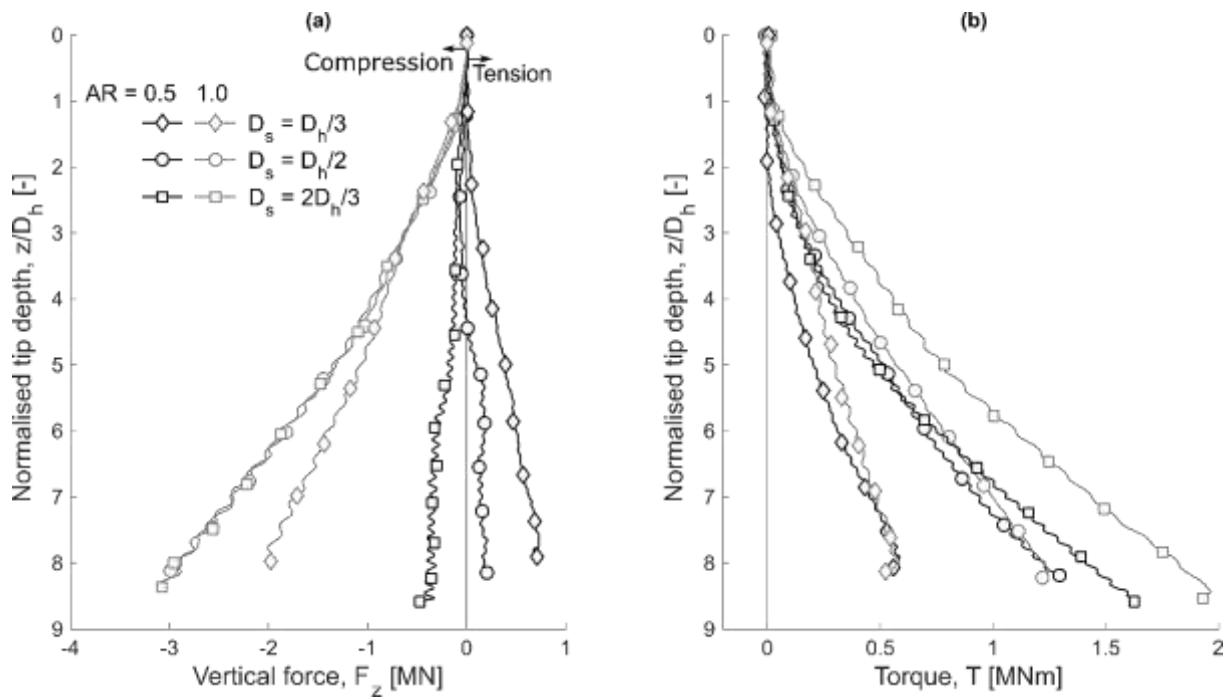 (a)
Compression
Tension
AR = 0.5 1.0
D_s = D_h/3
D_s = D_h/2
D_s = 2D_h/3
Normalised tip depth, z/D_h [-]
0
1
2
3
4
5
6
7
8
9
-4 -3 -2 -1 0 1
Vertical force, F_z [MN]
(b)
Normalised tip depth, z/D_h [-]
0
1
2
3
4
5
6
7
8
9
0 0.5 1 1.5 2
Torque, T [MNm]